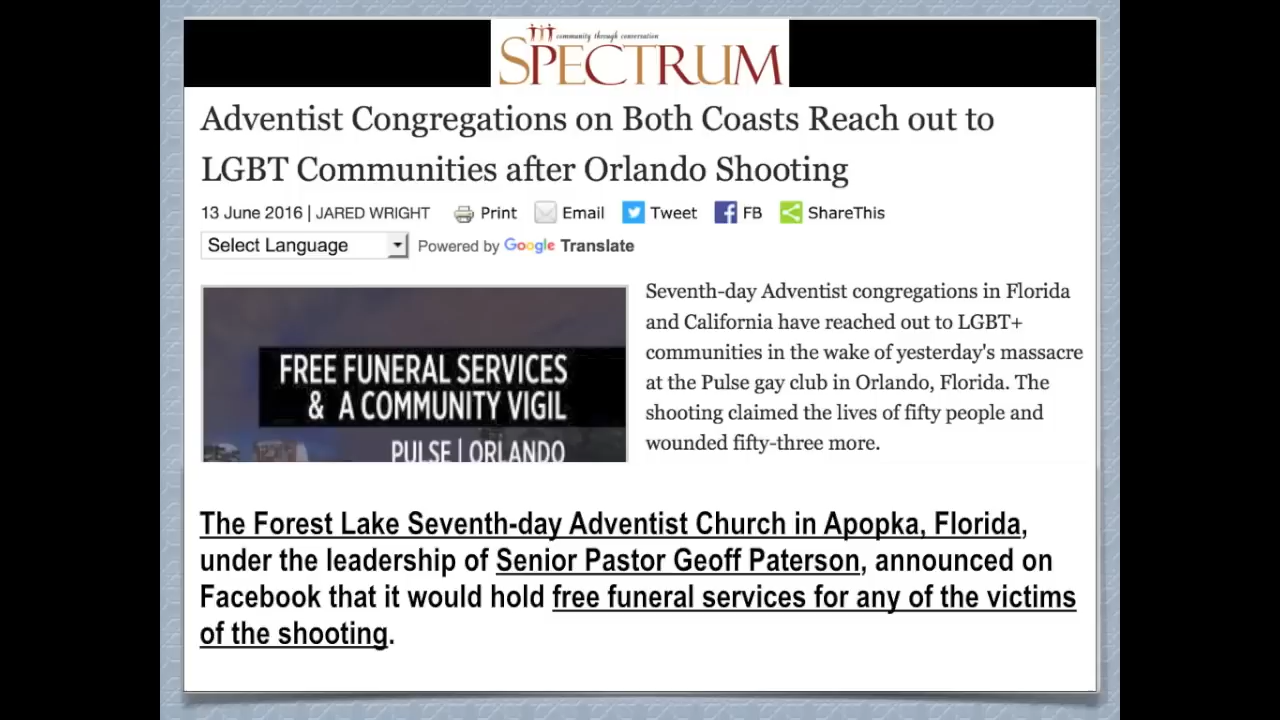 community through conversation
SPECTRUM
Adventist Congregations on Both Coasts Reach out to
LGBT Communities after Orlando Shooting
13 June 2016 | JARED WRIGHT Print Email Tweet FB ShareThis
Select Language Powered by Google Translate
FREE FUNERAL SERVICES
& A COMMUNITY VIGIL
PULSE | ORLANDO
Seventh-day Adventist congregations in Florida
and California have reached out to LGBT+
communities in the wake of yesterday's massacre
at the Pulse gay club in Orlando, Florida. The
shooting claimed the lives of fifty people and
wounded fifty-three more.
The Forest Lake Seventh-day Adventist Church in Apopka, Florida,
under the leadership of Senior Pastor Geoff Paterson, announced on
Facebook that it would hold free funeral services for any of the victims
of the shooting.